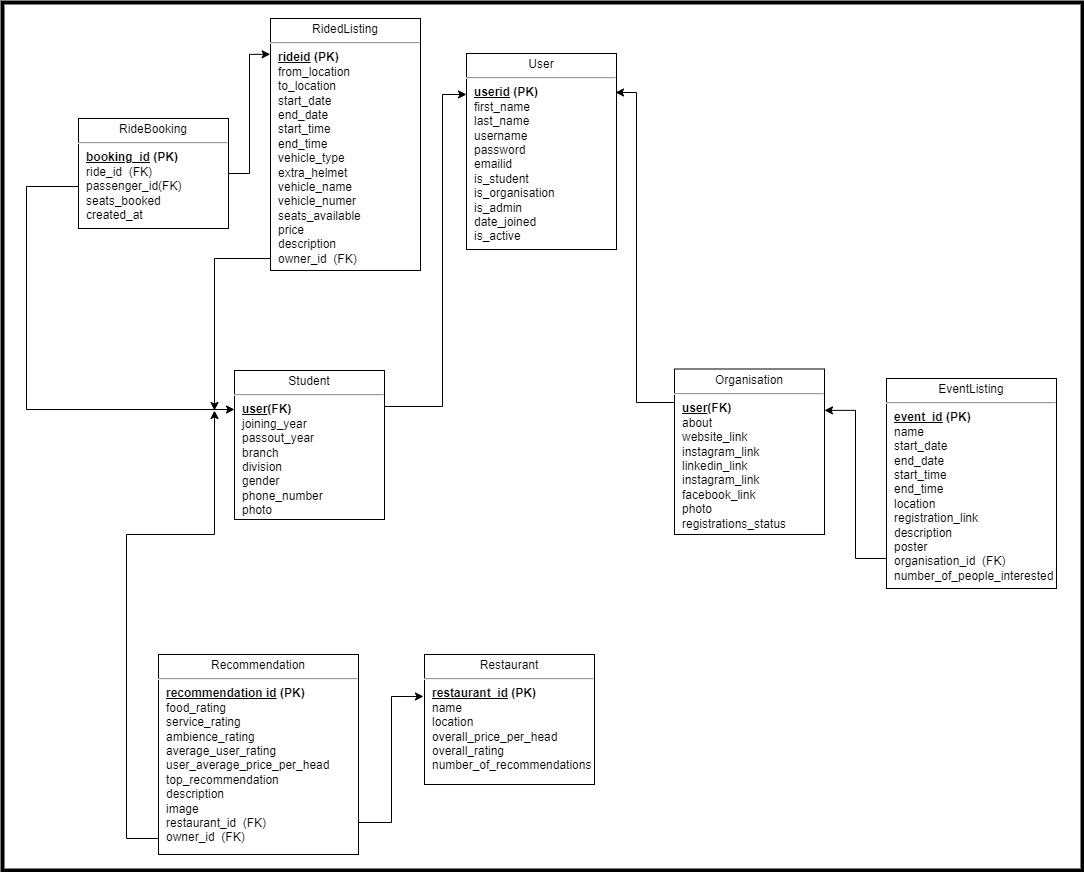 RidedListing
rideid (PK)
from_location
to_location
start_date
end_date
start_time
end_time
vehicle_type
extra_helmet
vehicle_name
vehicle_numer
seats_available
price
description
owner_id (FK)
User
userid (PK)
first_name
last_name
username
password
emailid
is_student
is_organisation
is_admin
date_joined
is_active
RideBooking
booking_id (PK)
ride_id (FK)
passenger_id(FK)
seats_booked
created_at
Student
user(FK)
joining_year
passout_year
branch
division
gender
phone_number
photo
Organisation
user(FK)
about
website_link
instagram_link
linkedin_link
instagram_link
facebook_link
photo
registrations_status
EventListing
event_id (PK)
name
start_date
end_date
start_time
end_time
location
registration_link
description
poster
organisation_id (FK)
number_of_people_interested
Recommendation
recommendation id (PK)
food_rating
service_rating
ambience_rating
average_user_rating
user_average_price_per_head
top_recommendation
description
image
restaurant_id (FK)
owner_id (FK)
Restaurant
restaurant_id (PK)
name
location
overall_price_per_head
overall_rating
number_of_recommendations